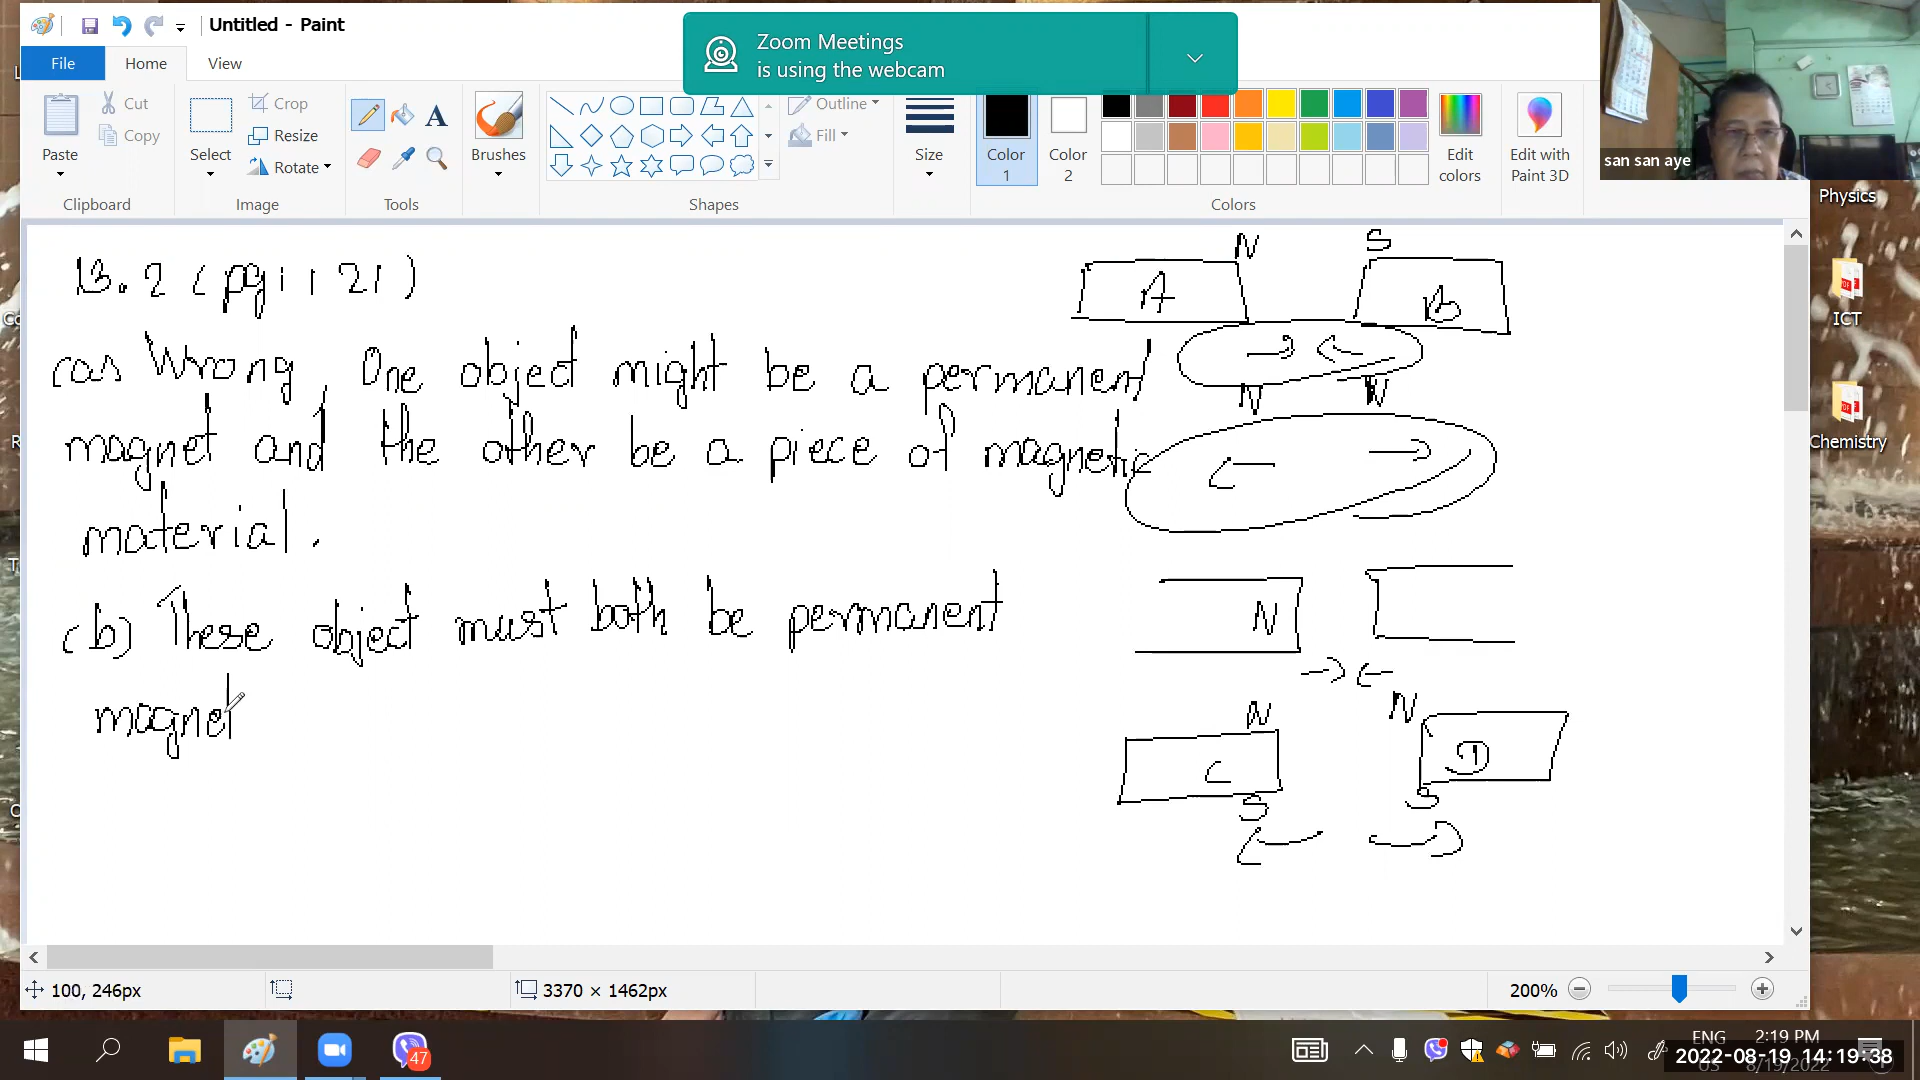 Untitled - Paint
Zoom Meetings
is using the webcam
File Home View
Cut
Copy
Paste
Clipboard
Select
Crop
Resize
Rotate
Image
A
Tools
Brushes
Outline
Fill
Shapes
Size
Color
1
Color
2
Edit
colors
Edit with
Paint 3D
Colors
san san aye
Physics
ICT
Chemistry
13.2 (pg 121)
(a) Wrong, One object might be a permanent
magnet and the other be a piece of magnetic
material.
(b) These object must both be permanent
magnet
N S
A B
N N
N
N N
C D
S S
100, 246px
3370 × 1462px
200%
47
ENG
2:19 PM
US
8/19/2022
2022-08-19 14:19:38